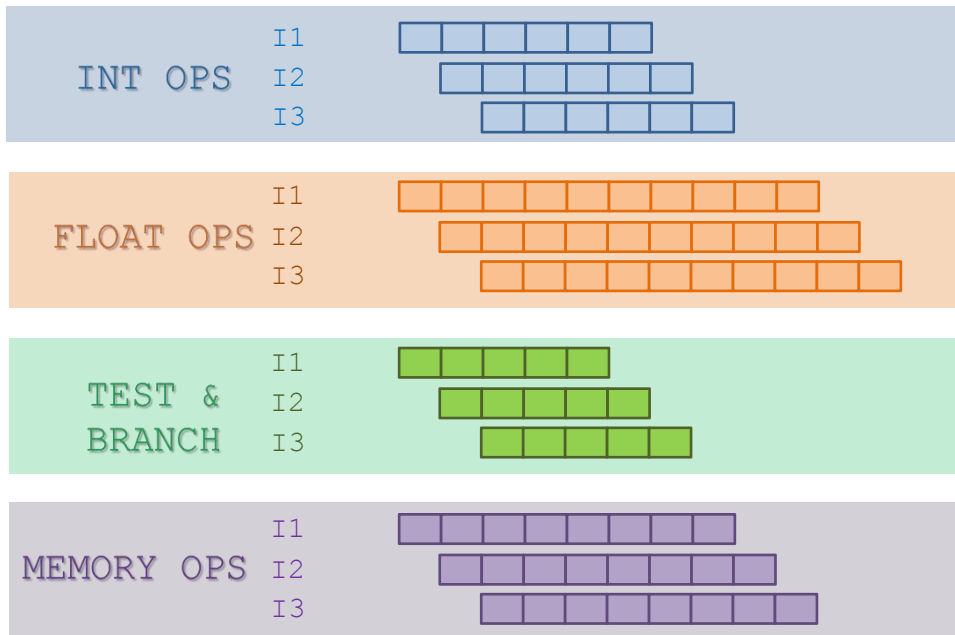 I1
INT OPS I2
I3
I1
FLOAT OPS I2
I3
I1
TEST & I2
BRANCH I3
I1
MEMORY OPS I2
I3